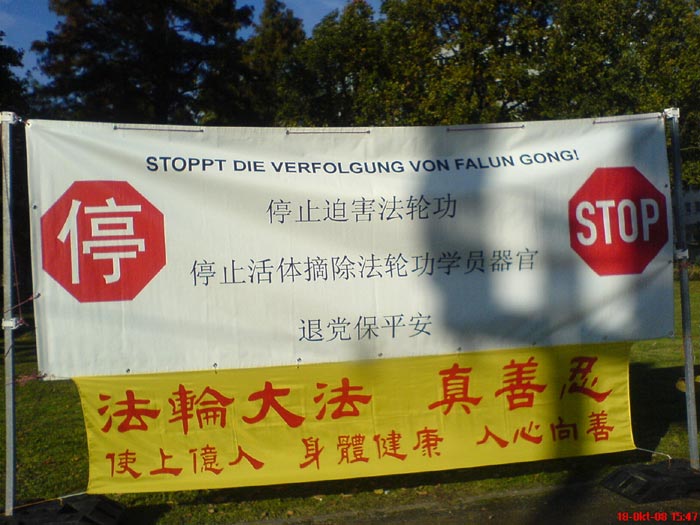 STOPPT DIE VERFOLGUNG VON FALUN GONG!
停
停止迫害法轮功
STOP
停止活体摘除法轮功学员器官
退党保平安
法輪大法 真善忍
使上億人 身體健康 人心向善
18-Okt-08 15:47